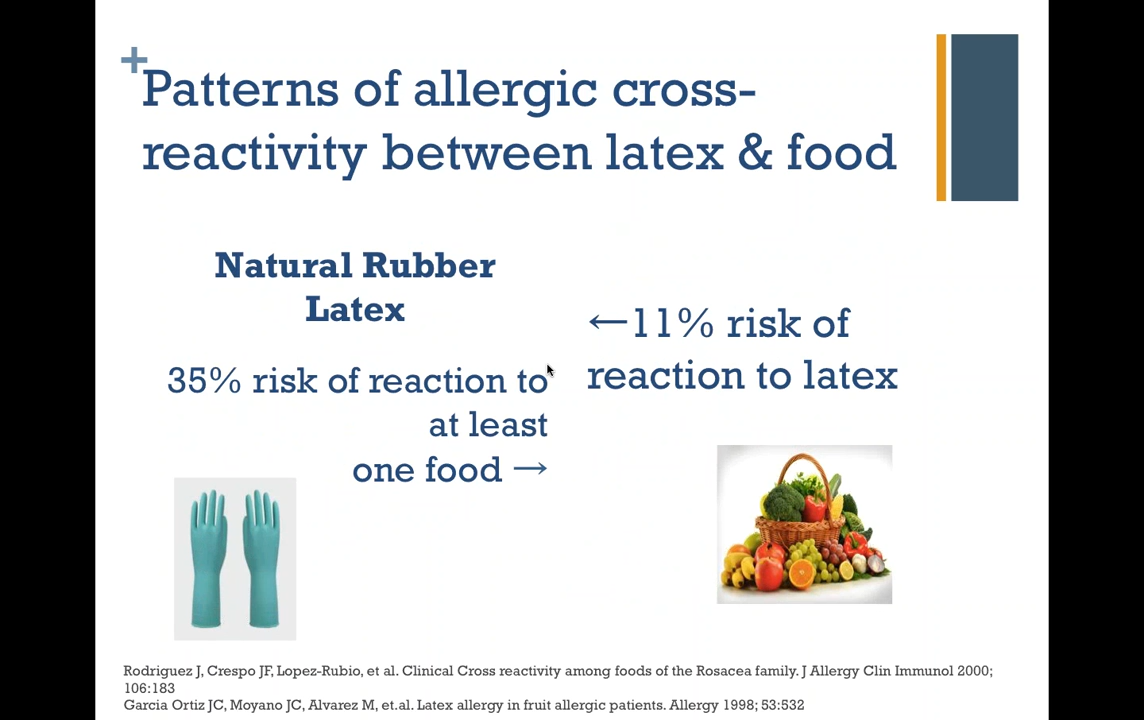 +
Patterns of allergic cross-
reactivity between latex & food
Natural Rubber
Latex
35% risk of reaction to
at least
one food →
←11% risk of
reaction to latex
Rodriguez J, Crespo JF, Lopez-Rubio, et al. Clinical Cross reactivity among foods of the Rosacea family. J Allergy Clin Immunol 2000;
106:183
Garcia Ortiz JC, Moyano JC, Alvarez M, et.al. Latex allergy in fruit allergic patients. Allergy 1998; 53:532